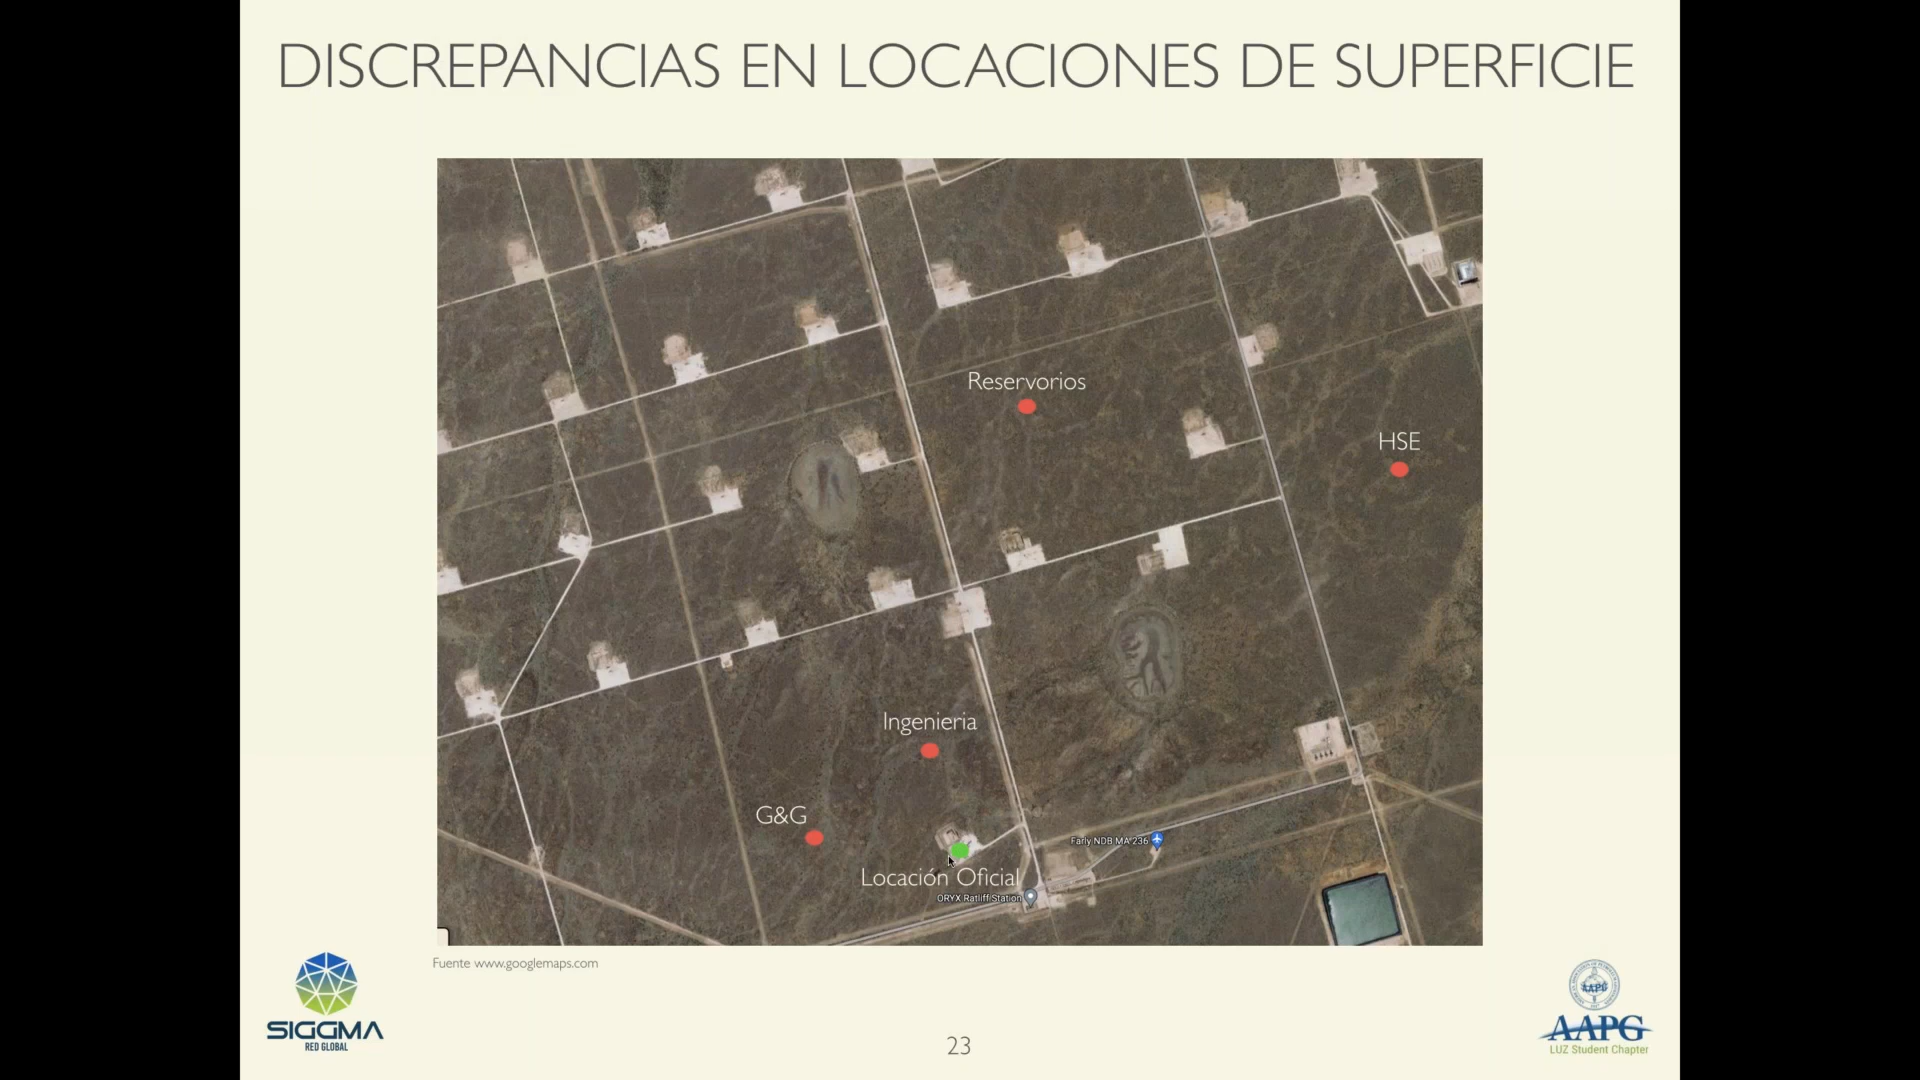 DISCREPANCIAS EN LOCACIONES DE SUPERFICIE
Reservorios
HSE
Ingenieria
G&G
Farly NDB MA 236
Locación Oficial
ORYX Ratliff Station
Fuente www.googlemaps.com
SIGGMA
RED GLOBAL
23
AAPG
AAPG
LUZ Student Chapter